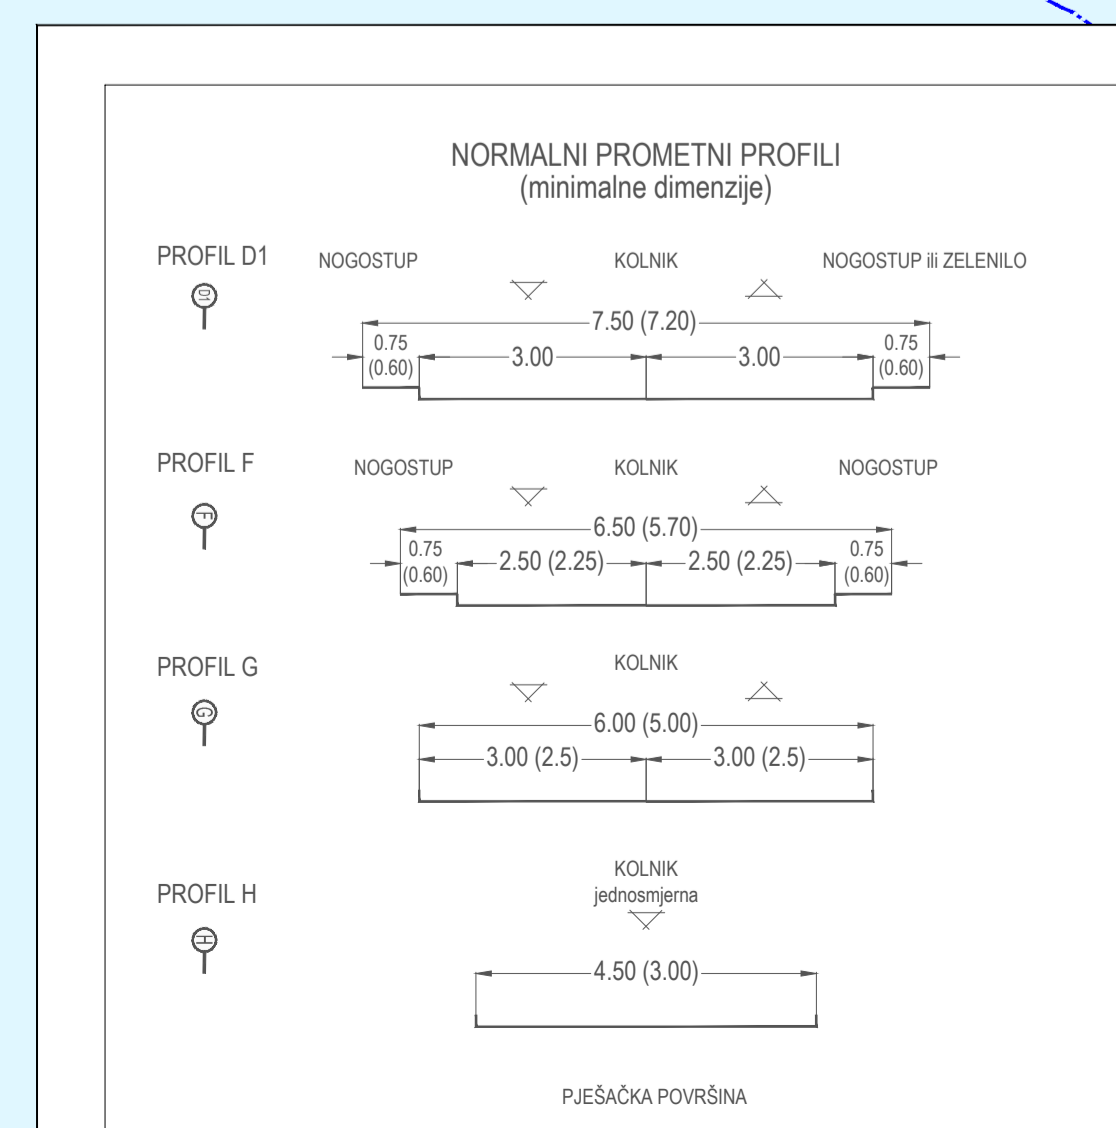 NORMALNI PROMETNI PROFILI
(minimalne dimenzije)
PROFIL D1
NOGOSTUP KOLNIK NOGOSTUP ili ZELENILO
D1
7.50 (7.20)
0.75 0.75
(0.60) 3.00 3.00 (0.60)
PROFIL F
NOGOSTUP KOLNIK NOGOSTUP
F
6.50 (5.70)
0.75 0.75
(0.60) 2.50 (2.25) 2.50 (2.25) (0.60)
PROFIL G
KOLNIK
G
6.00 (5.00)
3.00 (2.5) 3.00 (2.5)
PROFIL H
KOLNIK
jednosmjerna
H
4.50 (3.00)
PJEŠAČKA POVRŠINA